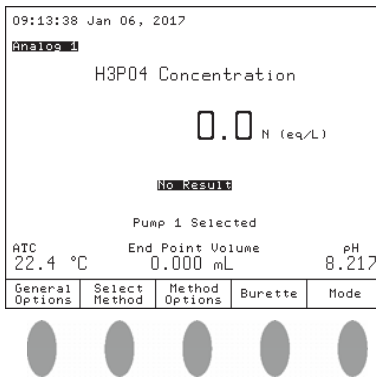 09:13:38 Jan 06, 2017
Analog 1
H3PO4 Concentration
0.0 N (eq/L)
No Result
Pump 1 Selected
ATC End Point Volume pH
22.4 °C 0.000 mL 8.217
General Options Select Method Method Options Burette Mode